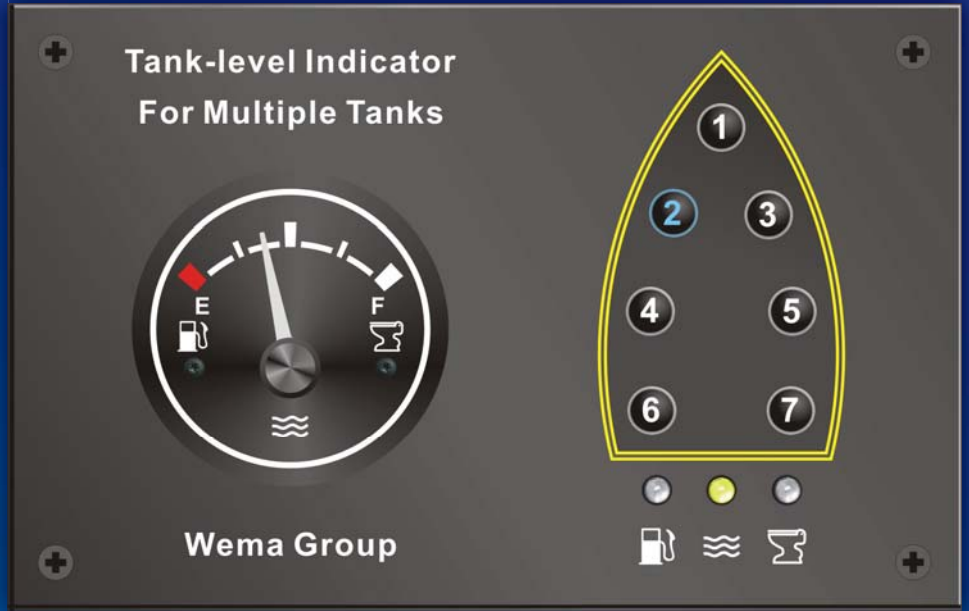 Tank-level Indicator
For Multiple Tanks
E F
Wema Group
1
2 3
4 5
6 7